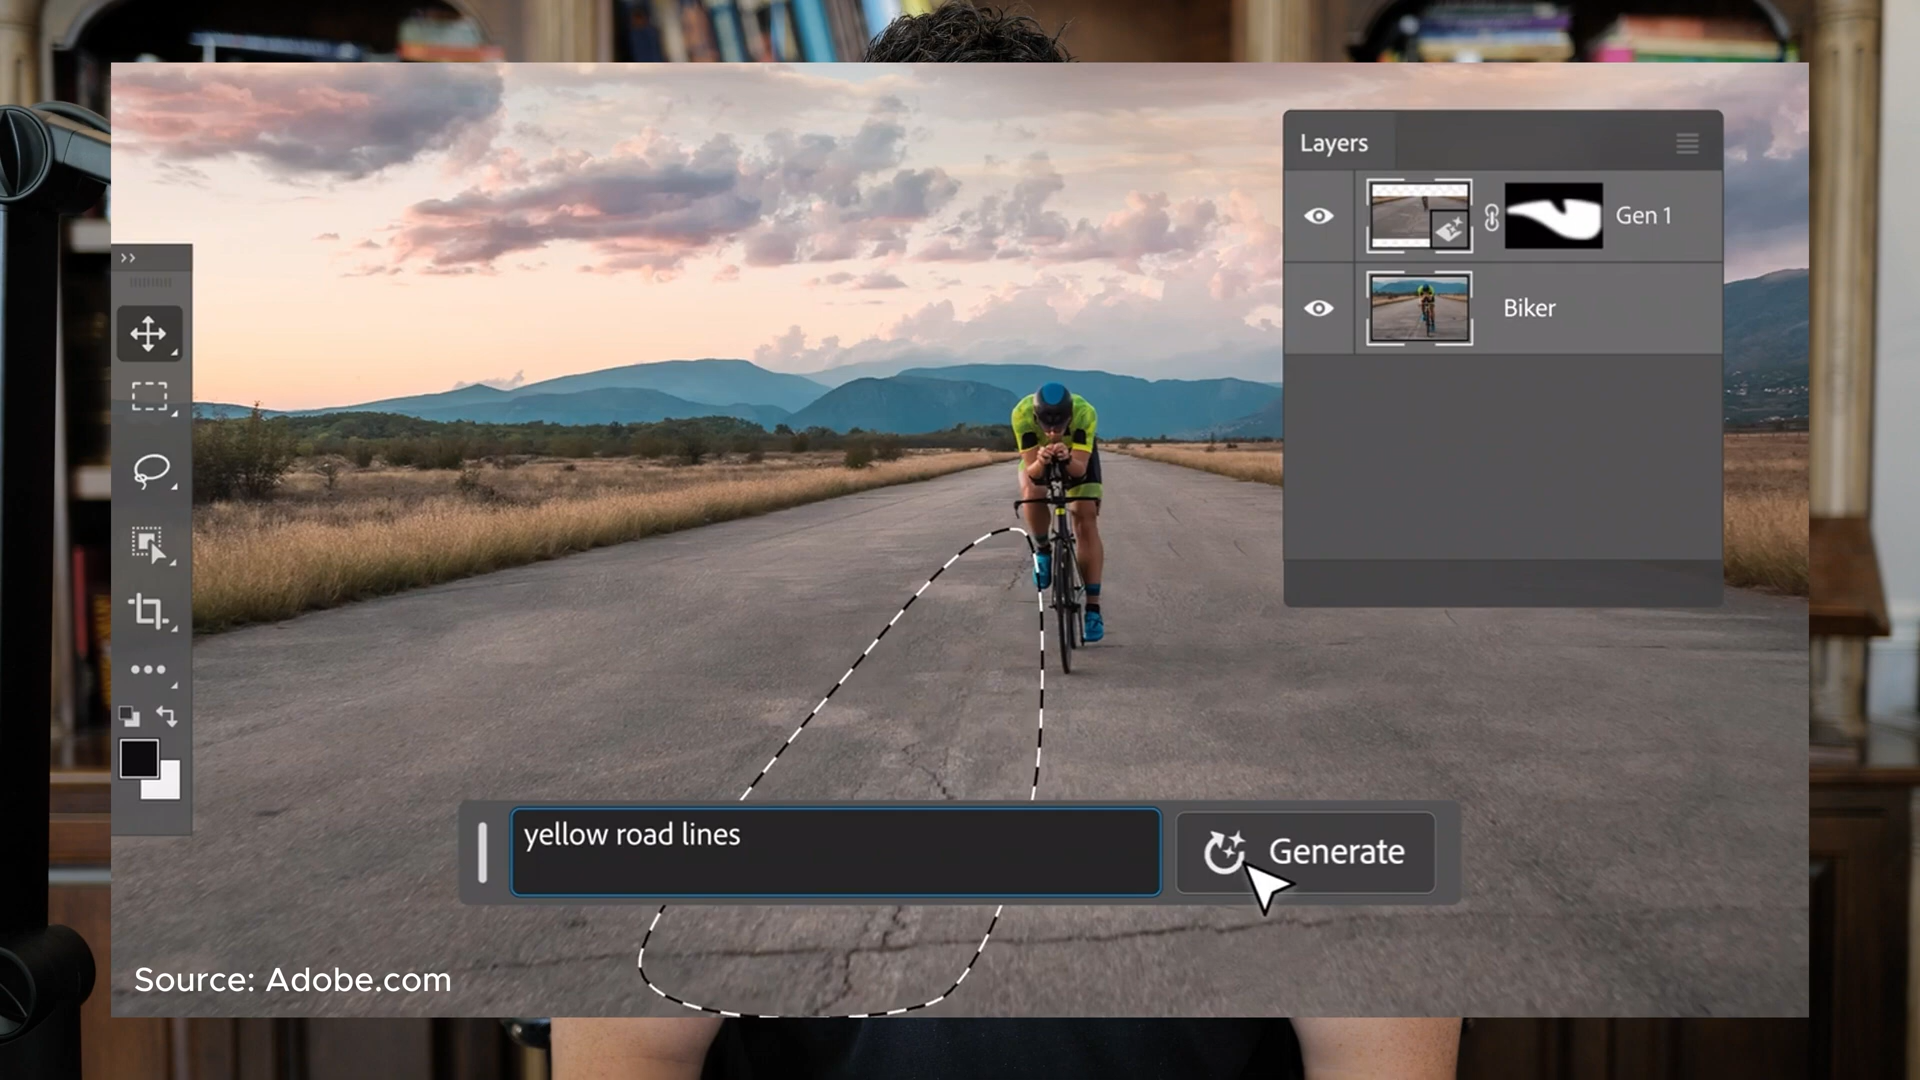 Layers
Gen 1
Biker
yellow road lines
Generate
Source: Adobe.com